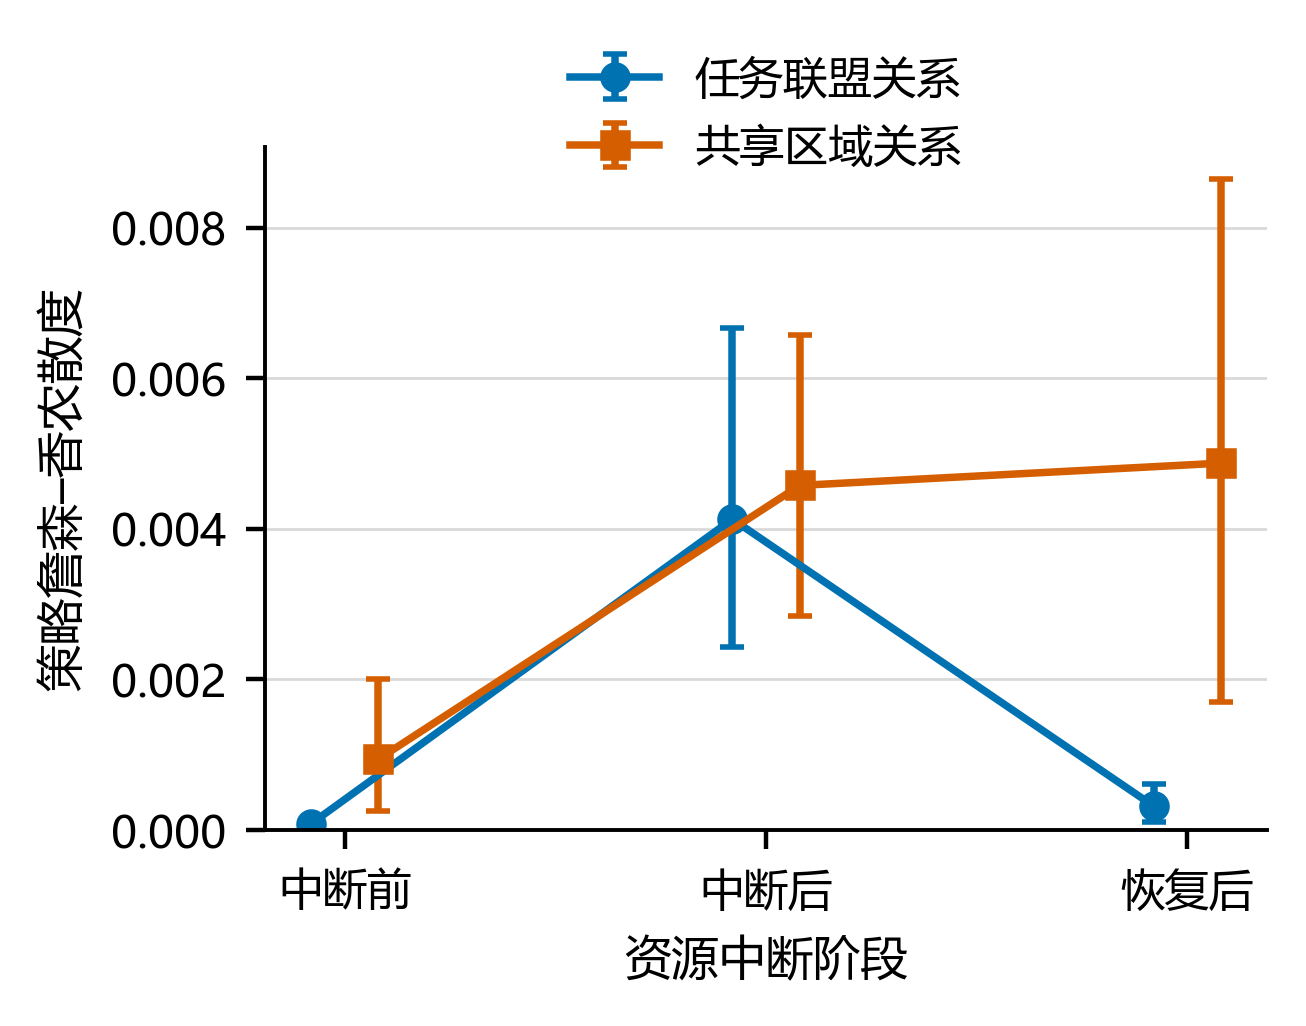 任务联盟关系
共享区域关系
策略詹森–香农散度
0.008
0.006
0.004
0.002
0.000
中断前
中断后
恢复后
资源中断阶段